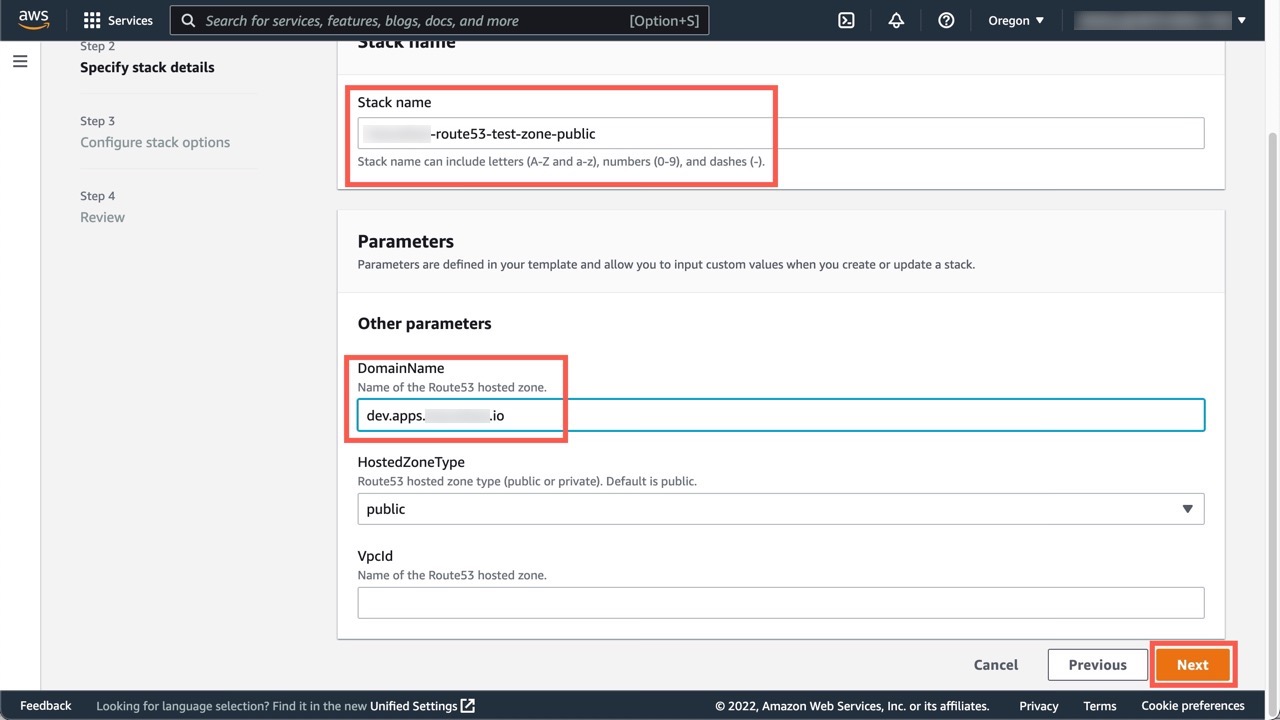 aws
Services
Search for services, features, blogs, docs, and more [Option+S]
Oregon
Step 2
Specify stack details
Step 3
Configure stack options
Step 4
Review
Stack name
Stack name
-route53-test-zone-public
Stack name can include letters (A-Z and a-z), numbers (0-9), and dashes (-).
Parameters
Parameters are defined in your template and allow you to input custom values when you create or update a stack.
Other parameters
DomainName
Name of the Route53 hosted zone.
dev.apps. .io
HostedZoneType
Route53 hosted zone type (public or private). Default is public.
public
VpcId
Name of the Route53 hosted zone.
Cancel Previous Next
Feedback Looking for language selection? Find it in the new Unified Settings © 2022, Amazon Web Services, Inc. or its affiliates. Privacy Terms Cookie preferences